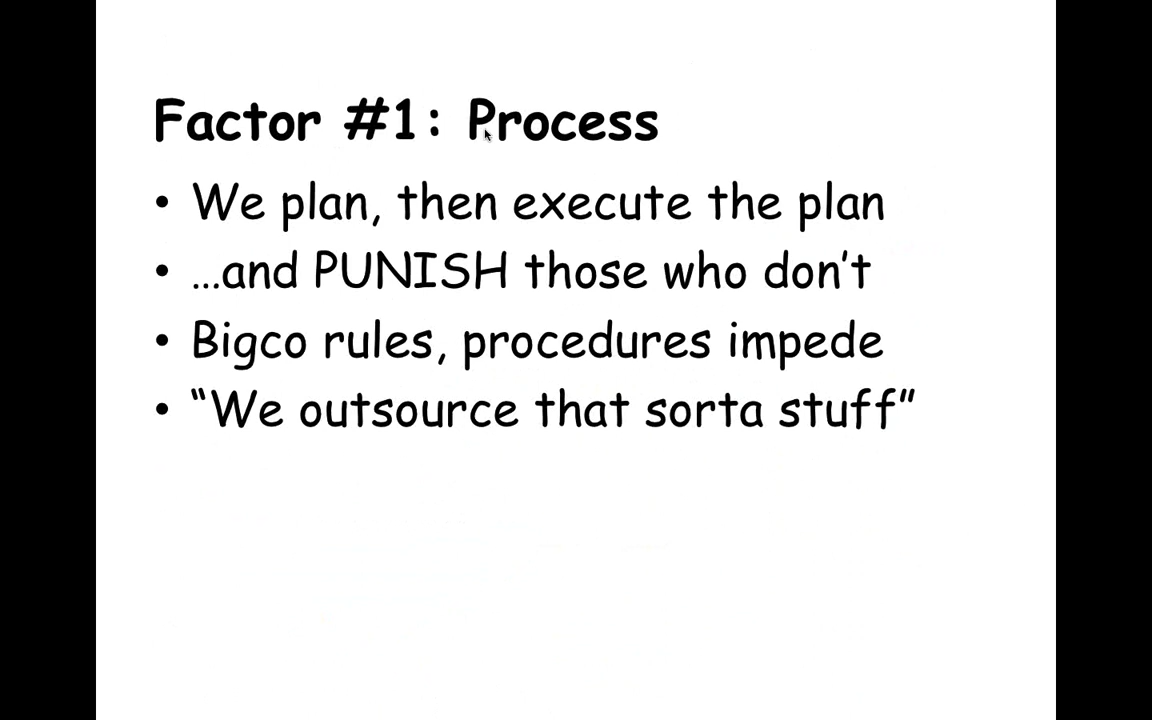 Factor #1: Process
• We plan, then execute the plan
• …and PUNISH those who don’t
• Bigco rules, procedures impede
• “We outsource that sorta stuff”